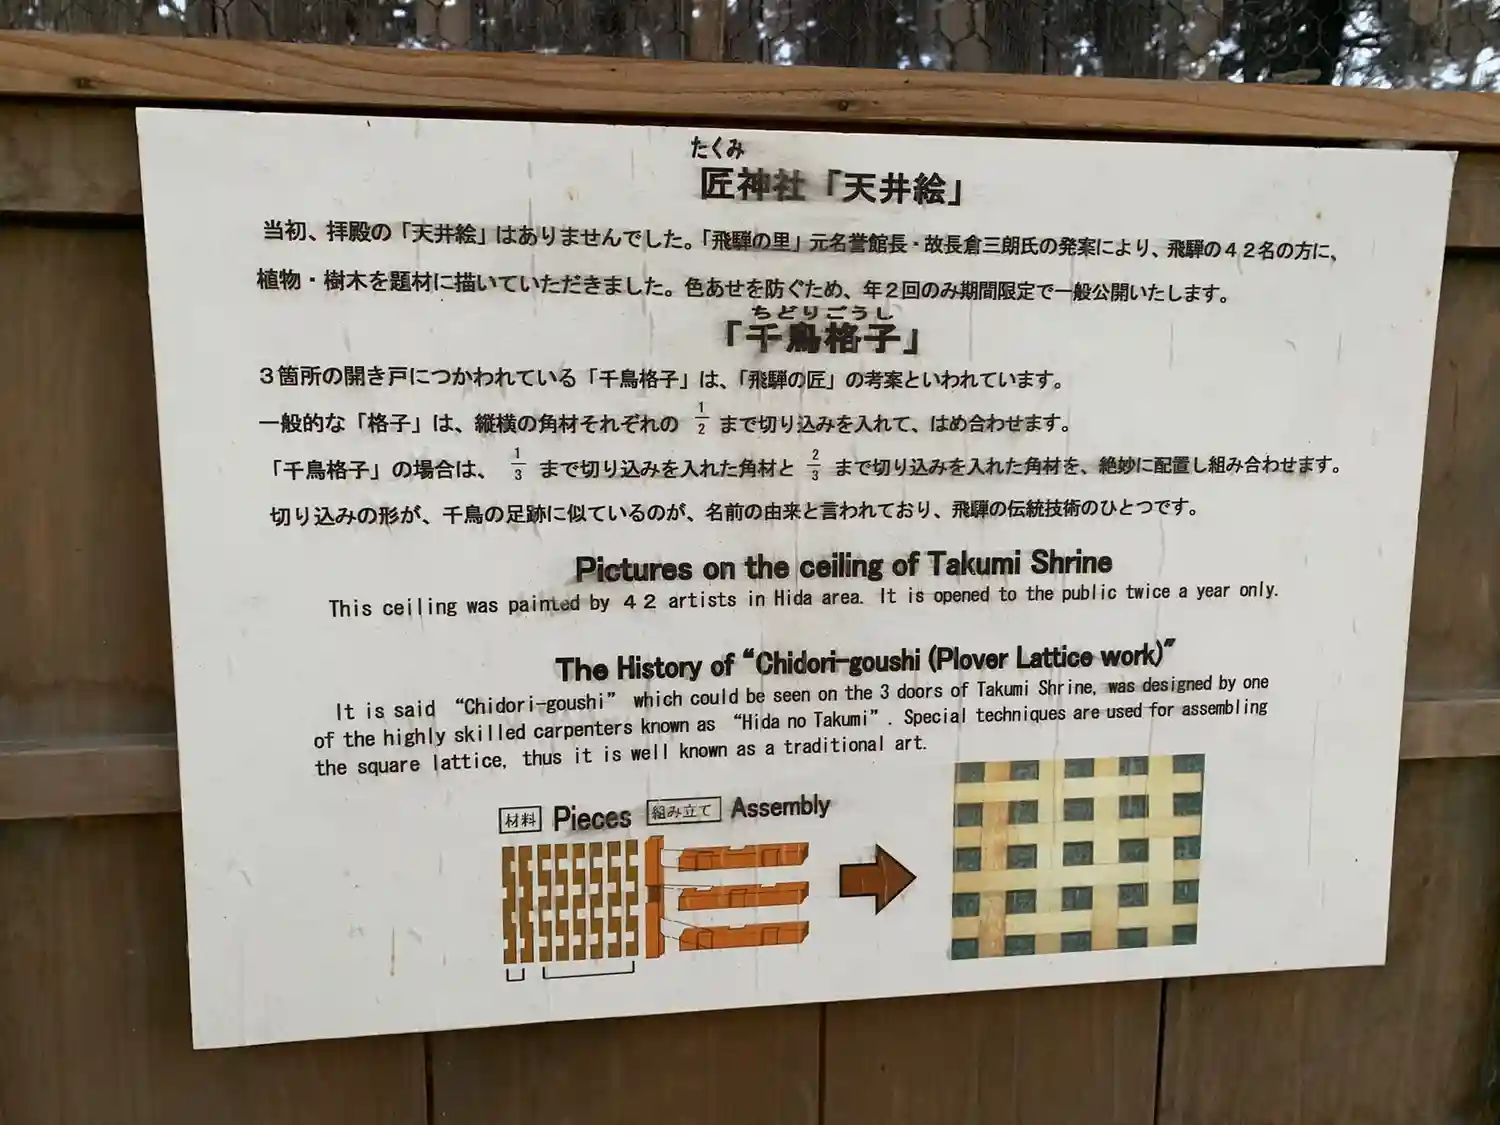 たくみ
匠神社「天井絵」
当初、拝殿の「天井絵」はありませんでした。「飛騨の里」元名誉館長・故長倉三朗氏の発案により、飛騨の４２名の方に、
植物・樹木を題材に描いていただきました。色あせを防ぐため、年２回のみ期間限定で一般公開いたします。
ちどりごうし
「千鳥格子」
３箇所の開き戸につかわれている「千鳥格子」は、「飛騨の匠」の考案といわれています。
一般的な「格子」は、縦横の角材それぞれの 1/2 まで切り込みを入れて、はめ合わせます。
「千鳥格子」の場合は、 1/3 まで切り込みを入れた角材と 2/3 まで切り込みを入れた角材を、絶妙に配置し組み合わせます。
切り込みの形が、千鳥の足跡に似ているのが、名前の由来と言われており、飛騨の伝統技術のひとつです。
Pictures on the ceiling of Takumi Shrine
This ceiling was painted by ４２ artists in Hida area. It is opened to the public twice a year only.
The History of “Chidori-goushi (Plover Lattice work)”
It is said “Chidori-goushi” which could be seen on the 3 doors of Takumi Shrine, was designed by one
of the highly skilled carpenters known as “Hida no Takumi”. Special techniques are used for assembling
the square lattice, thus it is well known as a traditional art.
材料 Pieces 組み立て Assembly